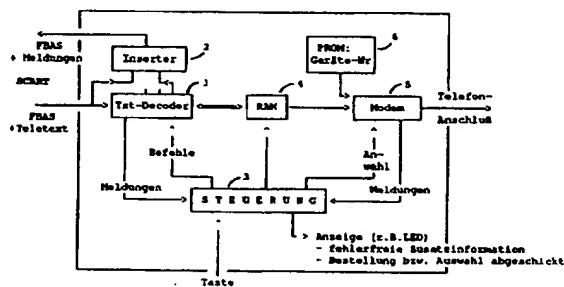 FBAS
+ Meldungen
SCART
FBAS
+Teletext
Inserter
2
Txt-Decoder
1
RAM
4
PROM:
Geräte-Nr
6
Modem
5
Telefon-
Anschluß
Befehle
An-
wahl
Meldungen
Meldungen
3
STEUERUNG
Anzeige (z.B.LED)
- fehlerfreie Zusatzinformation
- Bestellung bzw. Auswahl abgeschickt
Taste